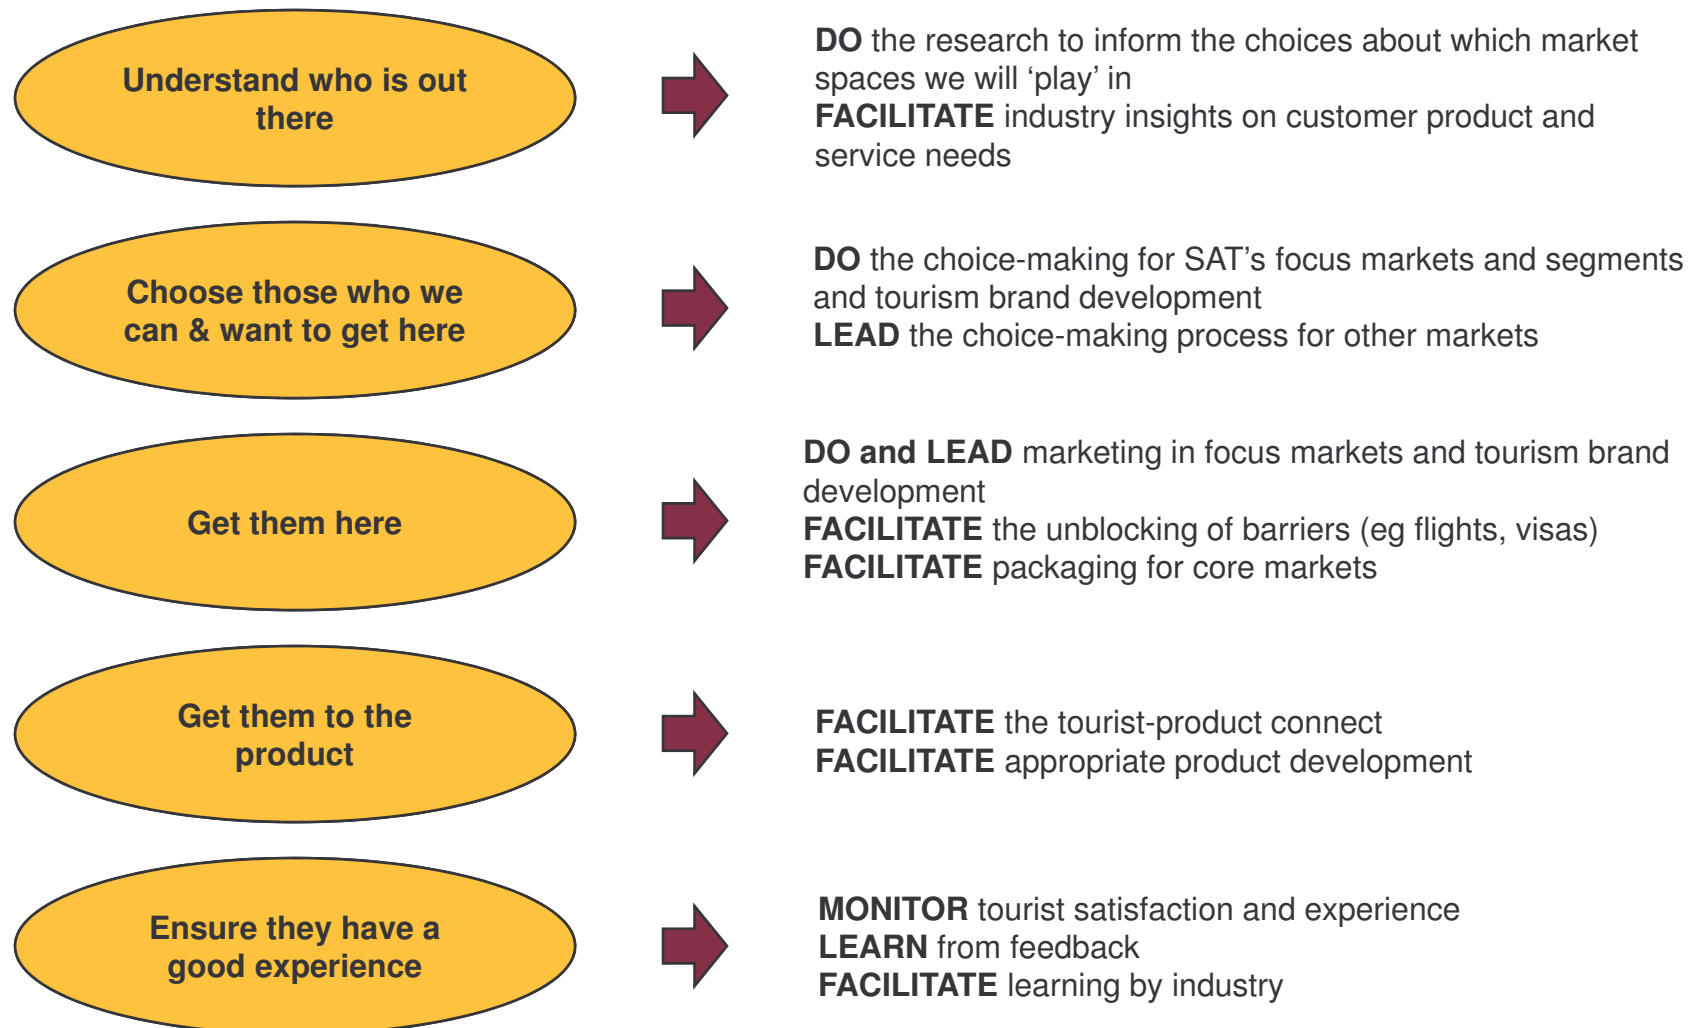 Understand who is out
there
DO the research to inform the choices about which market
spaces we will ‘play’ in
FACILITATE industry insights on customer product and
service needs
Choose those who we
can & want to get here
DO the choice-making for SAT’s focus markets and segments
and tourism brand development
LEAD the choice-making process for other markets
Get them here
DO and LEAD marketing in focus markets and tourism brand
development
FACILITATE the unblocking of barriers (eg flights, visas)
FACILITATE packaging for core markets
Get them to the
product
FACILITATE the tourist-product connect
FACILITATE appropriate product development
Ensure they have a
good experience
MONITOR tourist satisfaction and experience
LEARN from feedback
FACILITATE learning by industry